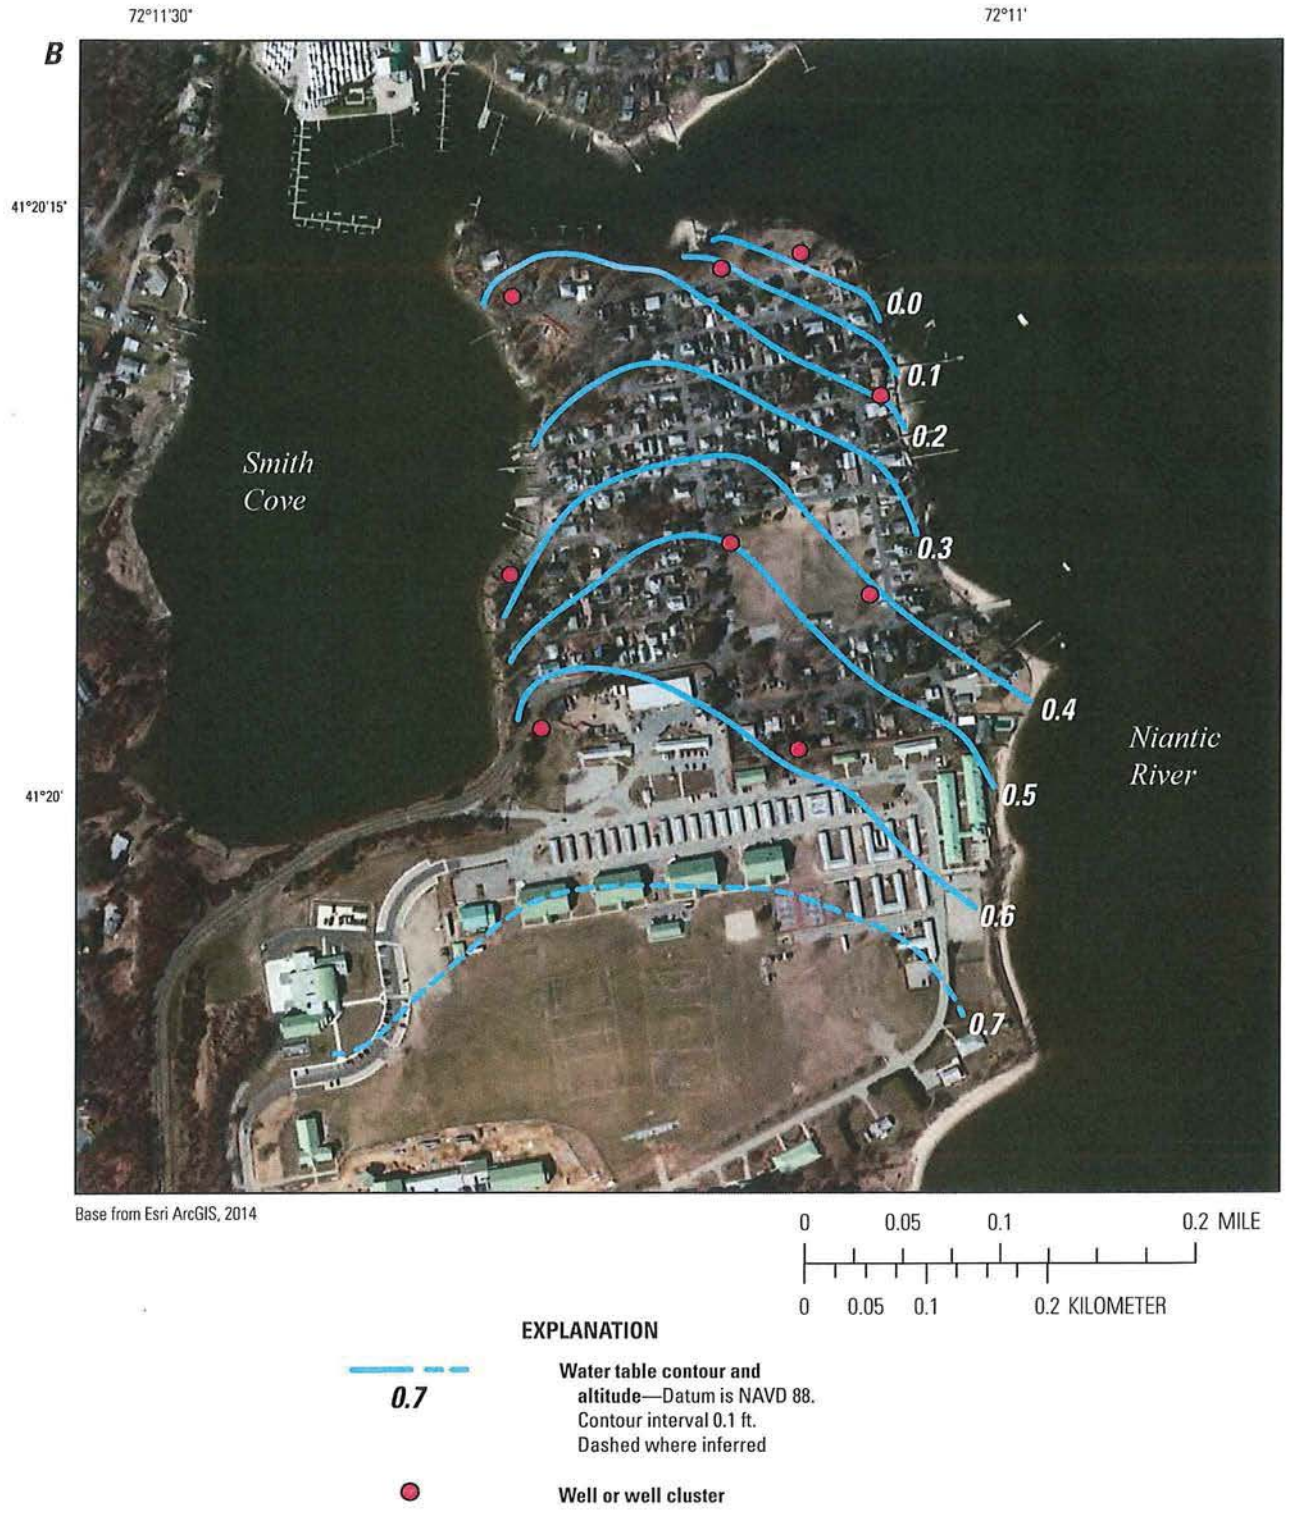 72°11'30"
72°11'
B
41°20'15"
0.0
0.1
0.2
Smith
Cove
0.3
0.4
Niantic
River
41°20'
0.5
0.6
0.7
Base from Esri ArcGIS, 2014
0 0.05 0.1 0.2 MILE
0 0.05 0.1 0.2 KILOMETER
EXPLANATION
Water table contour and
altitude—Datum is NAVD 88.
0.7
Contour interval 0.1 ft.
Dashed where inferred
Well or well cluster